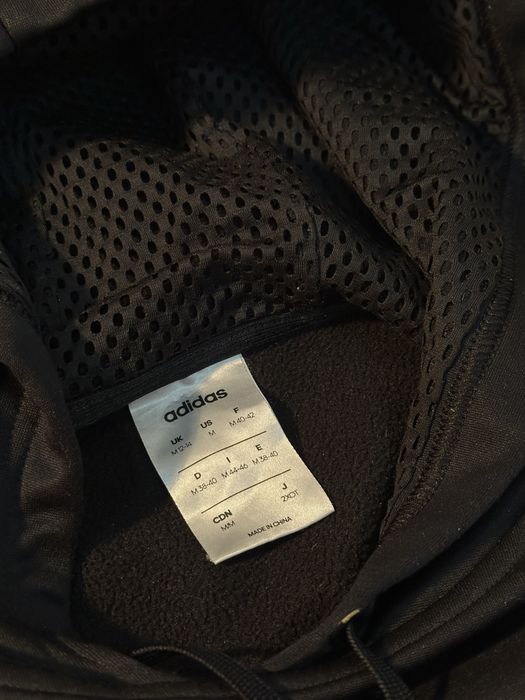 adidas
UK US F
M 12-14 M M 40-42
D I E
M 38-40 M 44-46 M 38-40
CDN J
M/M 2XOT
MADE IN CHINA